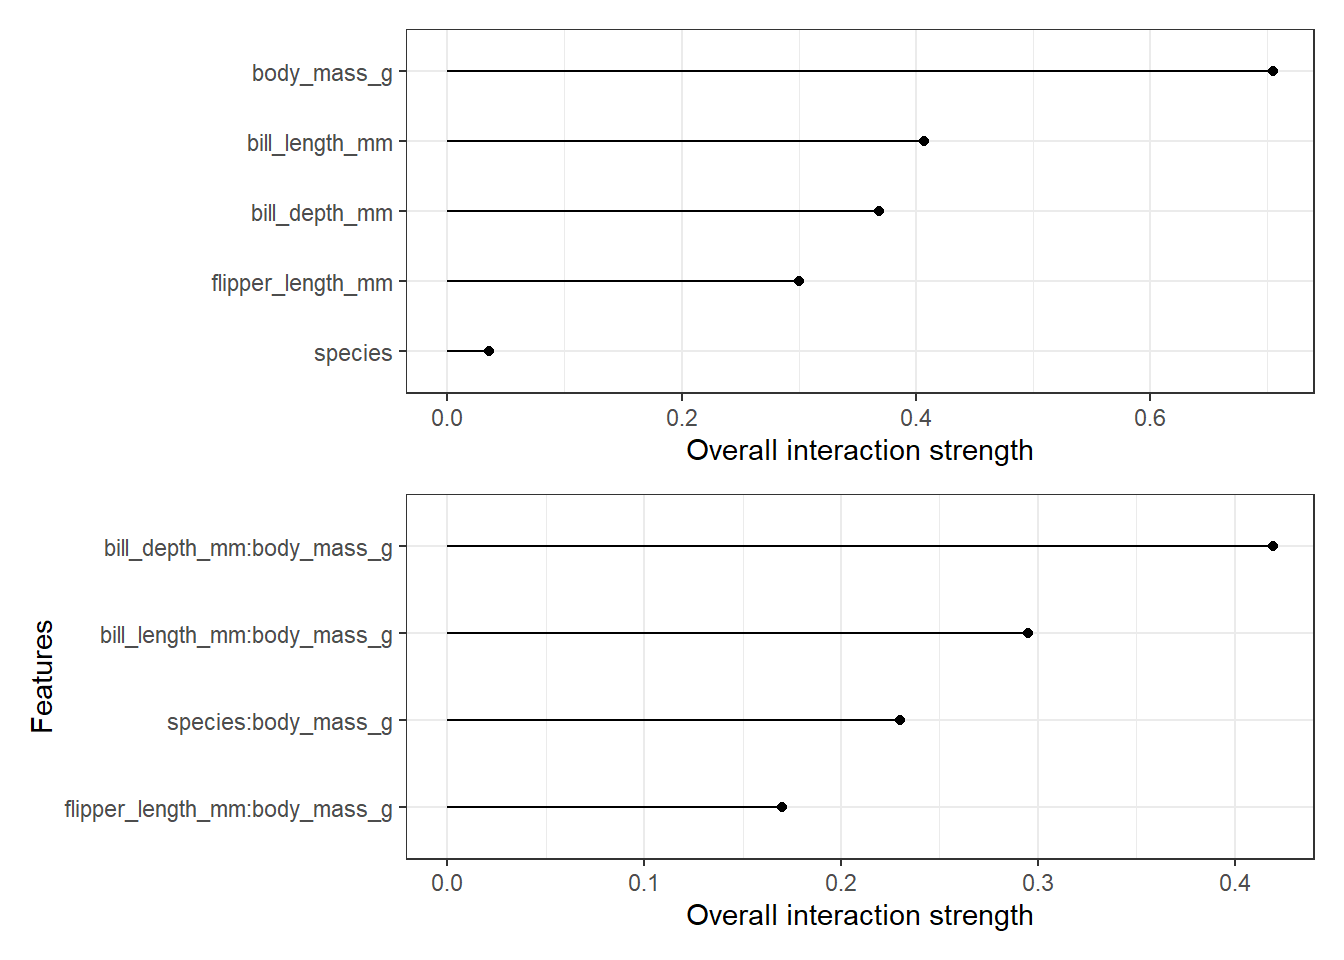 body_mass_g
bill_length_mm
bill_depth_mm
flipper_length_mm
species
0.0 0.2 0.4 0.6
Overall interaction strength
Features
bill_depth_mm:body_mass_g
bill_length_mm:body_mass_g
species:body_mass_g
flipper_length_mm:body_mass_g
0.0 0.1 0.2 0.3 0.4
Overall interaction strength